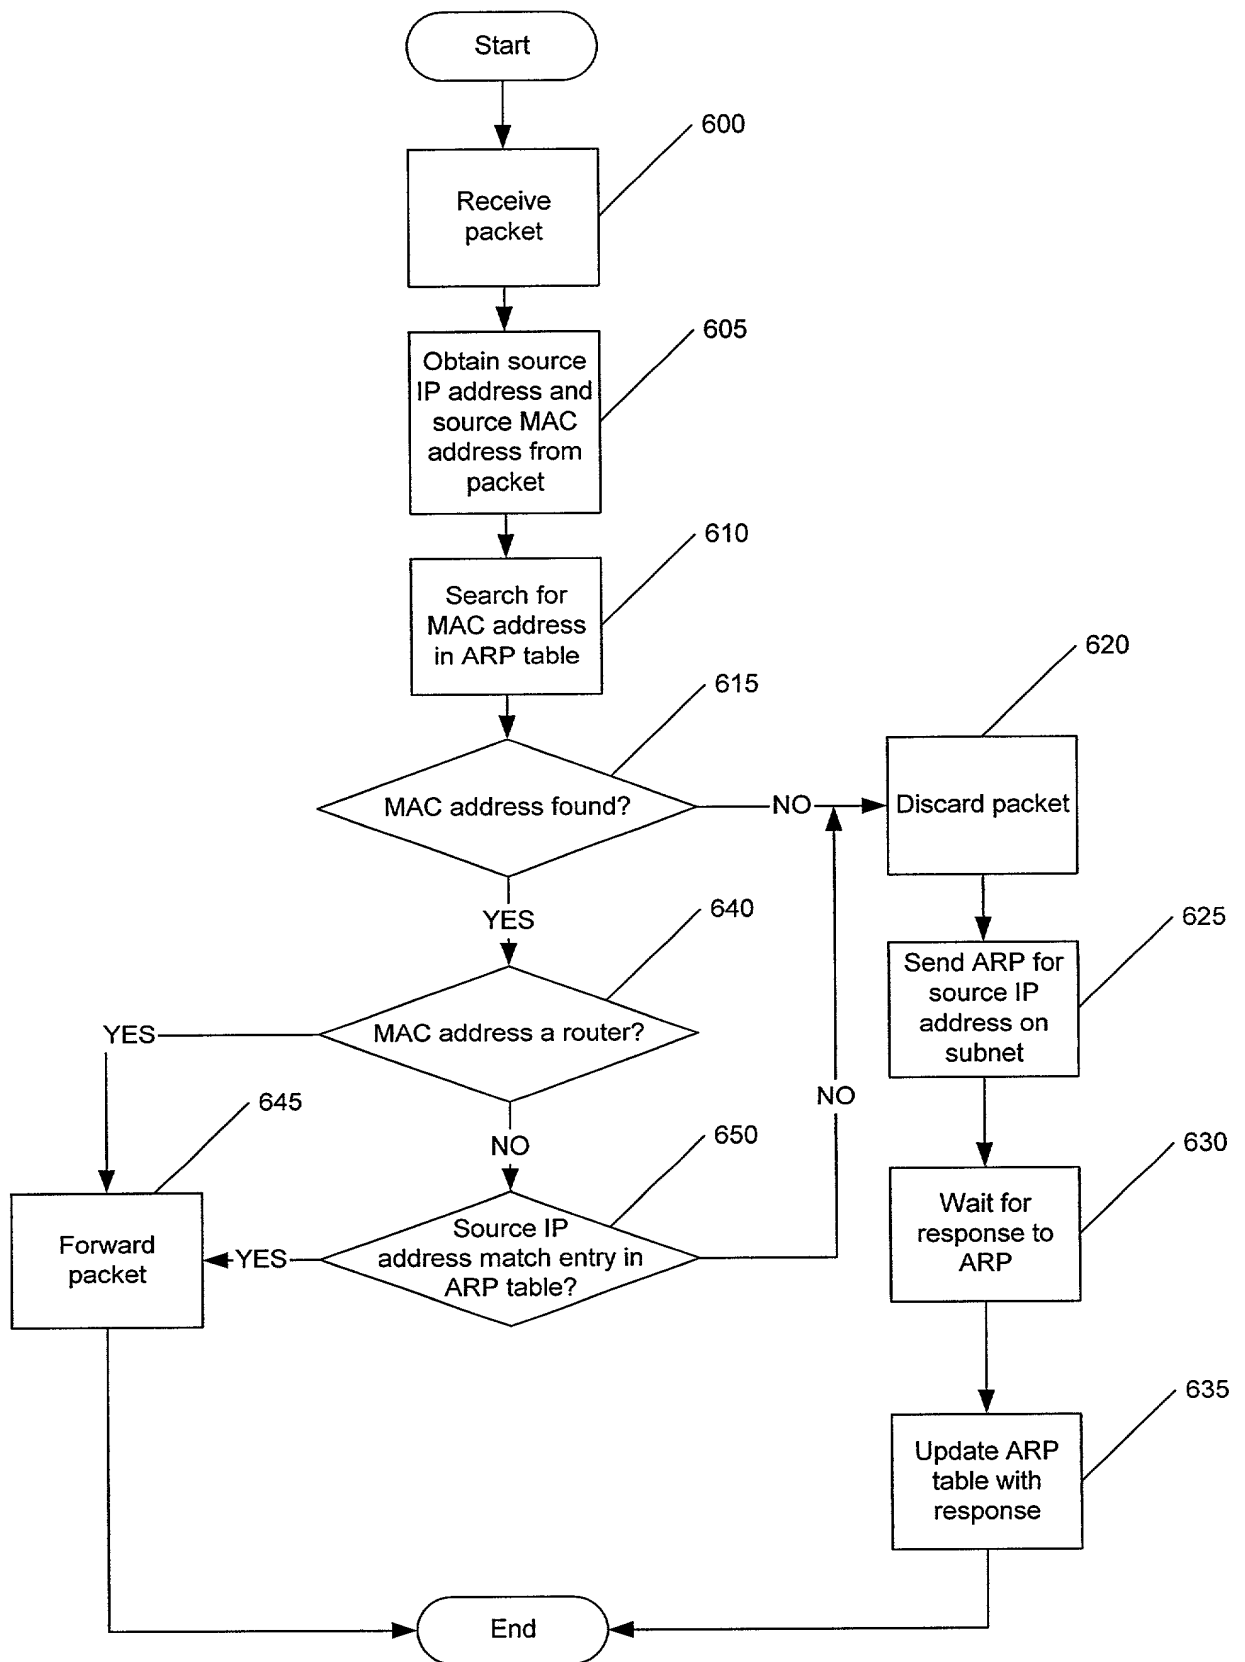 Start
600
Receive
packet
605
Obtain source
IP address and
source MAC
address from
packet
610
Search for
MAC address
in ARP table
615
MAC address found?
NO
620
Discard packet
YES
625
Send ARP for
source IP
address on
subnet
640
MAC address a router?
YES
NO
NO
630
Wait for
response to
ARP
645
Forward
packet
650
Source IP
address match entry in
ARP table?
YES
635
Update ARP
table with
response
End